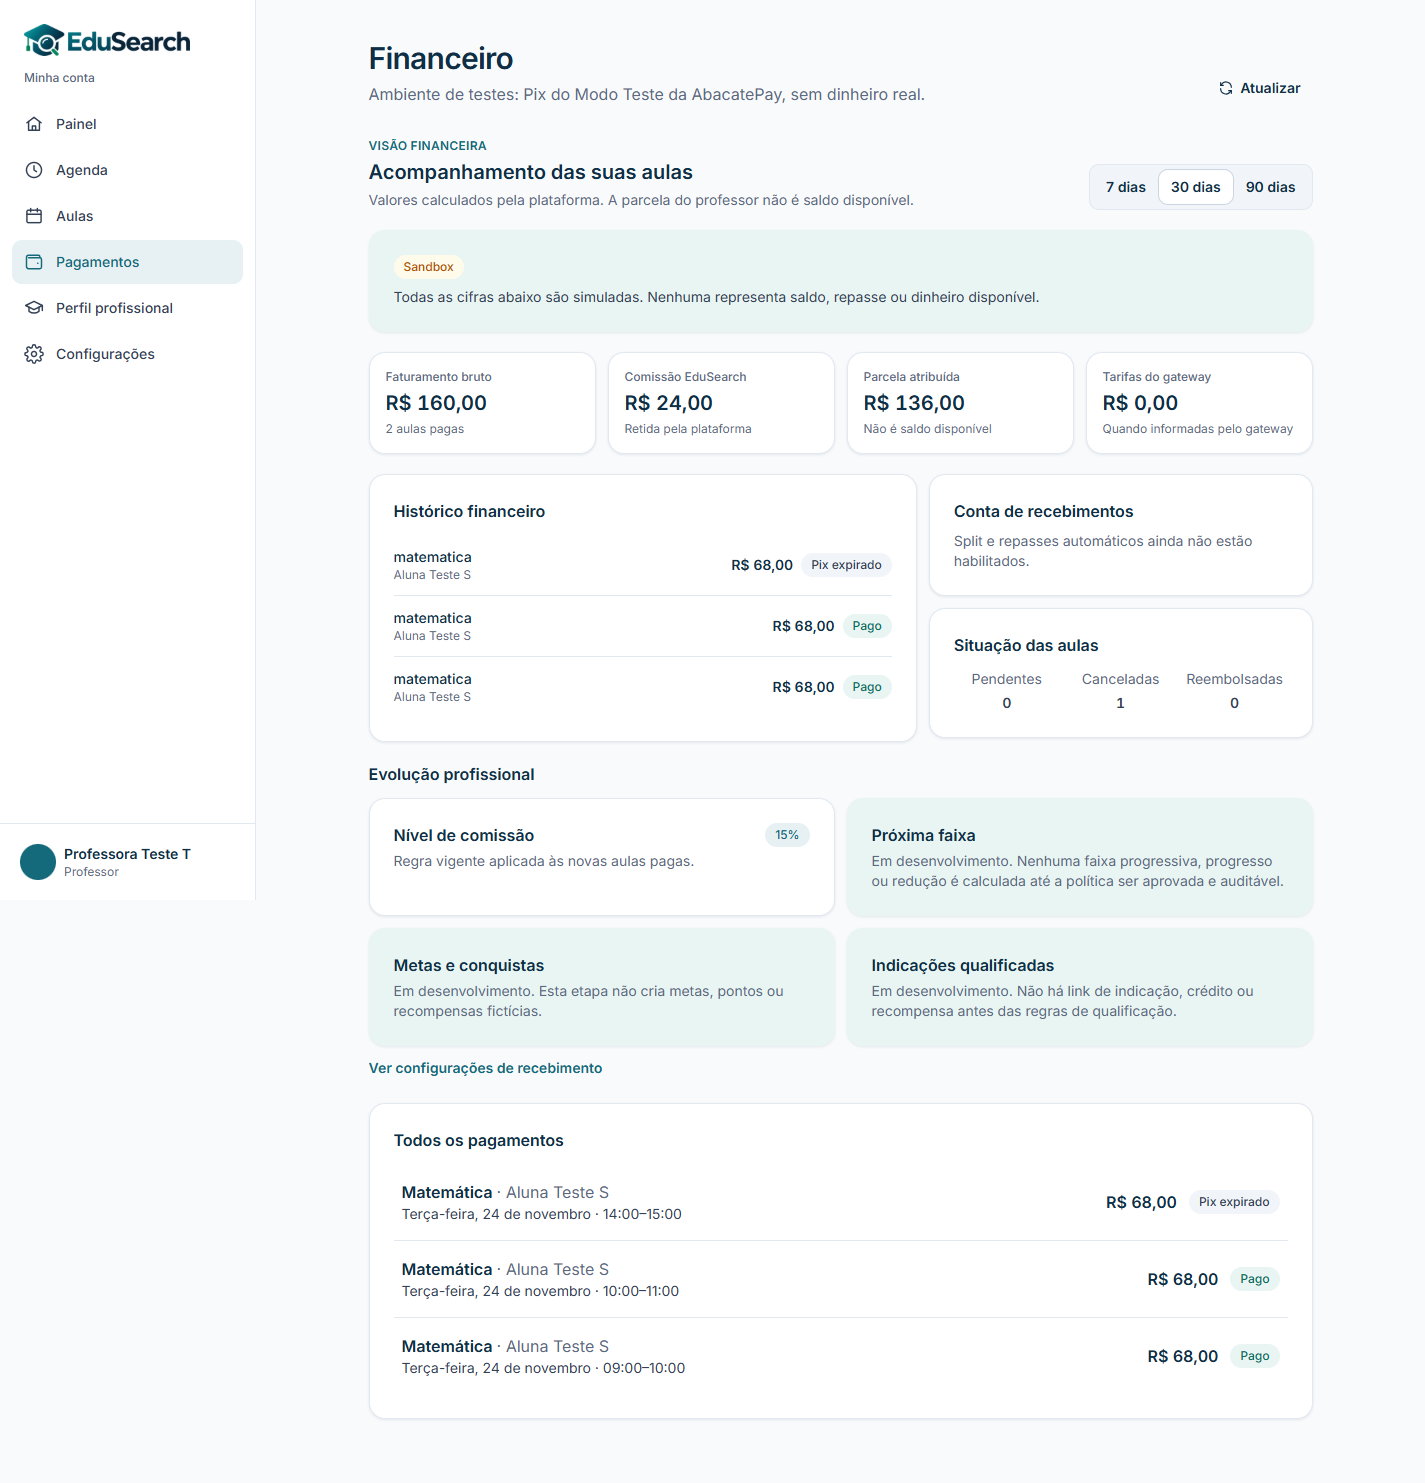 EduSearch
Minha conta
Painel
Agenda
Aulas
Pagamentos
Perfil profissional
Configurações
Professora Teste T
Professor
Financeiro
Ambiente de testes: Pix do Modo Teste da AbacatePay, sem dinheiro real.
Atualizar
VISÃO FINANCEIRA
Acompanhamento das suas aulas
Valores calculados pela plataforma. A parcela do professor não é saldo disponível.
7 dias 30 dias 90 dias
Sandbox
Todas as cifras abaixo são simuladas. Nenhuma representa saldo, repasse ou dinheiro disponível.
Faturamento bruto
R$ 160,00
2 aulas pagas
Comissão EduSearch
R$ 24,00
Retida pela plataforma
Parcela atribuída
R$ 136,00
Não é saldo disponível
Tarifas do gateway
R$ 0,00
Quando informadas pelo gateway
Histórico financeiro
matematica
Aluna Teste S
R$ 68,00 Pix expirado
matematica
Aluna Teste S
R$ 68,00 Pago
matematica
Aluna Teste S
R$ 68,00 Pago
Conta de recebimentos
Split e repasses automáticos ainda não estão
habilitados.
Situação das aulas
Pendentes Canceladas Reembolsadas
0 1 0
Evolução profissional
Nível de comissão 15%
Regra vigente aplicada às novas aulas pagas.
Próxima faixa
Em desenvolvimento. Nenhuma faixa progressiva, progresso
ou redução é calculada até a política ser aprovada e auditável.
Metas e conquistas
Em desenvolvimento. Esta etapa não cria metas, pontos ou
recompensas fictícias.
Indicações qualificadas
Em desenvolvimento. Não há link de indicação, crédito ou
recompensa antes das regras de qualificação.
Ver configurações de recebimento
Todos os pagamentos
Matemática · Aluna Teste S
Terça-feira, 24 de novembro · 14:00–15:00
R$ 68,00 Pix expirado
Matemática · Aluna Teste S
Terça-feira, 24 de novembro · 10:00–11:00
R$ 68,00 Pago
Matemática · Aluna Teste S
Terça-feira, 24 de novembro · 09:00–10:00
R$ 68,00 Pago